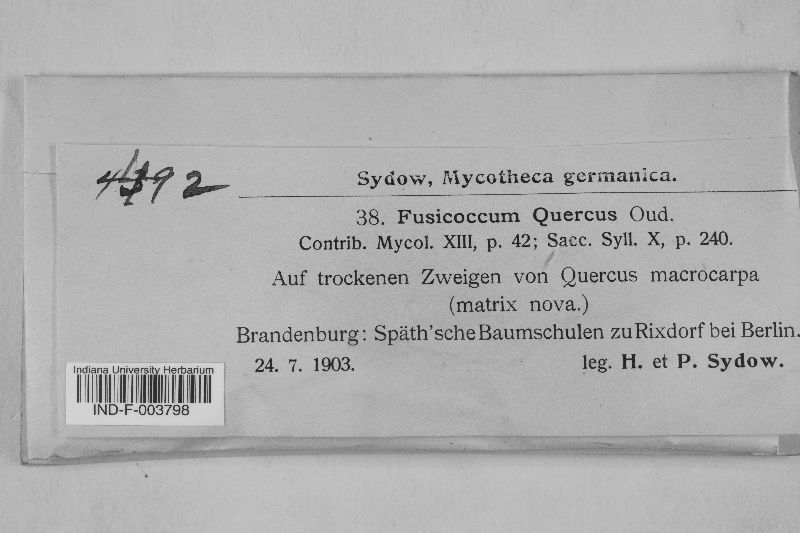 Sydow, Mycotheca germanica.
38. Fusicoccum Quercus Oud.
Contrib. Mycol. XIII, p. 42; Sacc. Syll. X, p. 240.
Auf trockenen Zweigen von Quercus macrocarpa
(matrix nova.)
Brandenburg: Späth'sche Baumschulen zu Rixdorf bei Berlin.
24. 7. 1903. leg. H. et P. Sydow.
Indiana University Herbarium
IND-F-003798